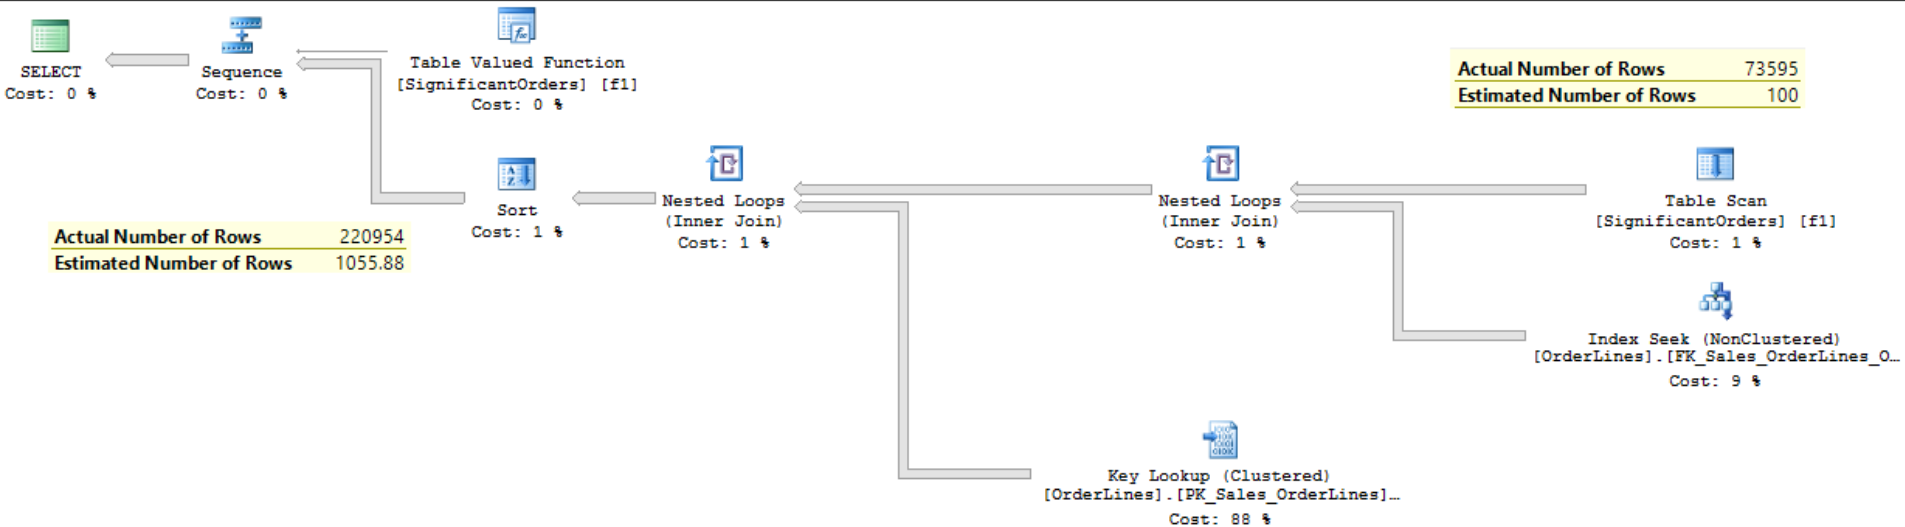 SELECT
Cost: 0 %
Sequence
Cost: 0 %
Table Valued Function
[SignificantOrders] [f1]
Cost: 0 %
Actual Number of Rows 73595
Estimated Number of Rows 100
Sort
Cost: 1 %
Nested Loops
(Inner Join)
Cost: 1 %
Nested Loops
(Inner Join)
Cost: 1 %
Table Scan
[SignificantOrders] [f1]
Cost: 1 %
Actual Number of Rows 220954
Estimated Number of Rows 1055.88
Index Seek (NonClustered)
[OrderLines].[FK_Sales_OrderLines_O…
Cost: 9 %
Key Lookup (Clustered)
[OrderLines].[PK_Sales_OrderLines]…
Cost: 88 %